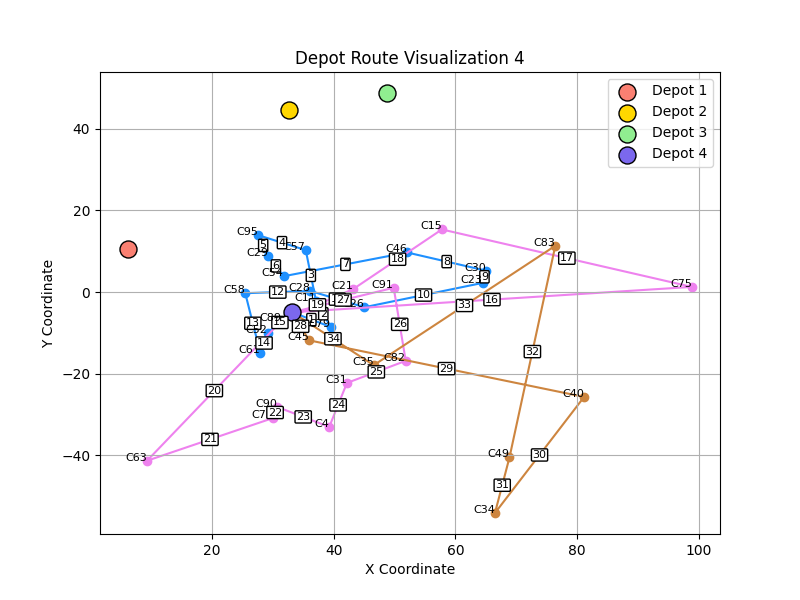 Depot Route Visualization 4
Depot 1
Depot 2
Depot 3
Depot 4
Y Coordinate
40
20
0
−20
−40
20
40
60
80
100
X Coordinate
C15
C95
C57
C46
C83
C29
C54
C30
C23
C75
C58
C28
C21
C91
C26
C45
C61
C35
C82
C31
C40
C90
C7
C4
C63
C49
C34
2
3
4
5
6
7
8
9
10
12
13
14
15
16
17
18
19
20
21
22
23
24
25
26
27
28
29
30
31
32
33
34